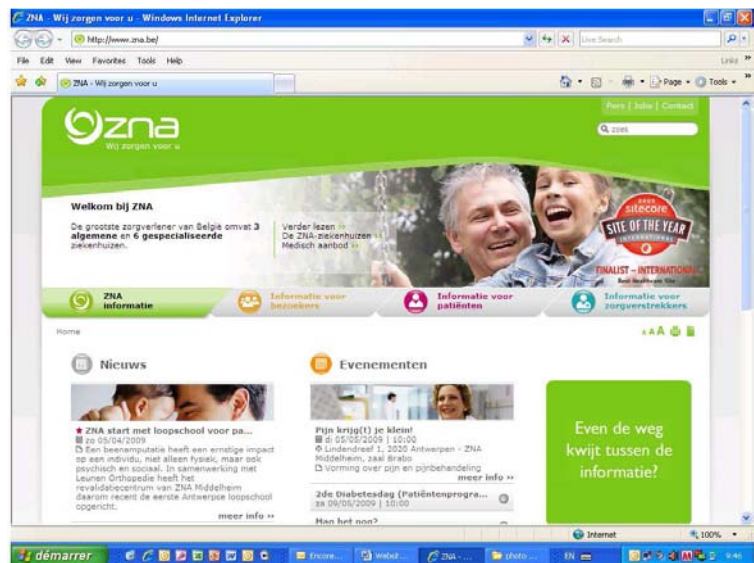 ZNA - Wij zorgen voor u - Windows Internet Explorer
http://www.zna.be/
Live Search
File Edit View Favorites Tools Help
Links
ZNA - Wij zorgen voor u
Page Tools
Pers | Jobs | Contact
zna
Wij zorgen voor u
zoek
Welkom bij ZNA
De grootste zorgverlener van België omvat 3
algemene en 6 gespecialiseerde
ziekenhuizen.
Verder lezen
De ZNA-ziekenhuizen
Medisch aanbod
sitecore
SITE OF THE YEAR
INTERNATIONAL
FINALIST – INTERNATIONAL
Best Healthcare Site
ZNA
informatie
Informatie voor
bezoekers
Informatie voor
patiënten
Informatie voor
zorgverstrekkers
Home
A A A
Nieuws
ZNA start met loopschool voor pa...
zo 05/04/2009
Een beenamputatie heeft een ernstige impact
op een individu, niet alleen fysiek, maar ook
psychisch en sociaal. In samenwerking met
Leunen Orthopedie heeft het
revalidatiecentrum van ZNA Middelheim
daarom recent de eerste Antwerpse loopschool
opgericht.
meer info ››
Evenementen
Pijn krijg(t) je klein!
di 05/05/2009 | 10:00
Lindendreef 1, 2020 Antwerpen - ZNA
Middelheim, zaal Brabo
Vorming over pijn en pijnbehandeling
meer info ››
2de Diabetesdag (Patiëntenprogra...
za 09/05/2009 | 10:00
Mag het nog?
Even de weg
kwijt tussen de
informatie?
Internet
100%
démarrer
Encore...
ZNA - ...
photo
EN
9:46